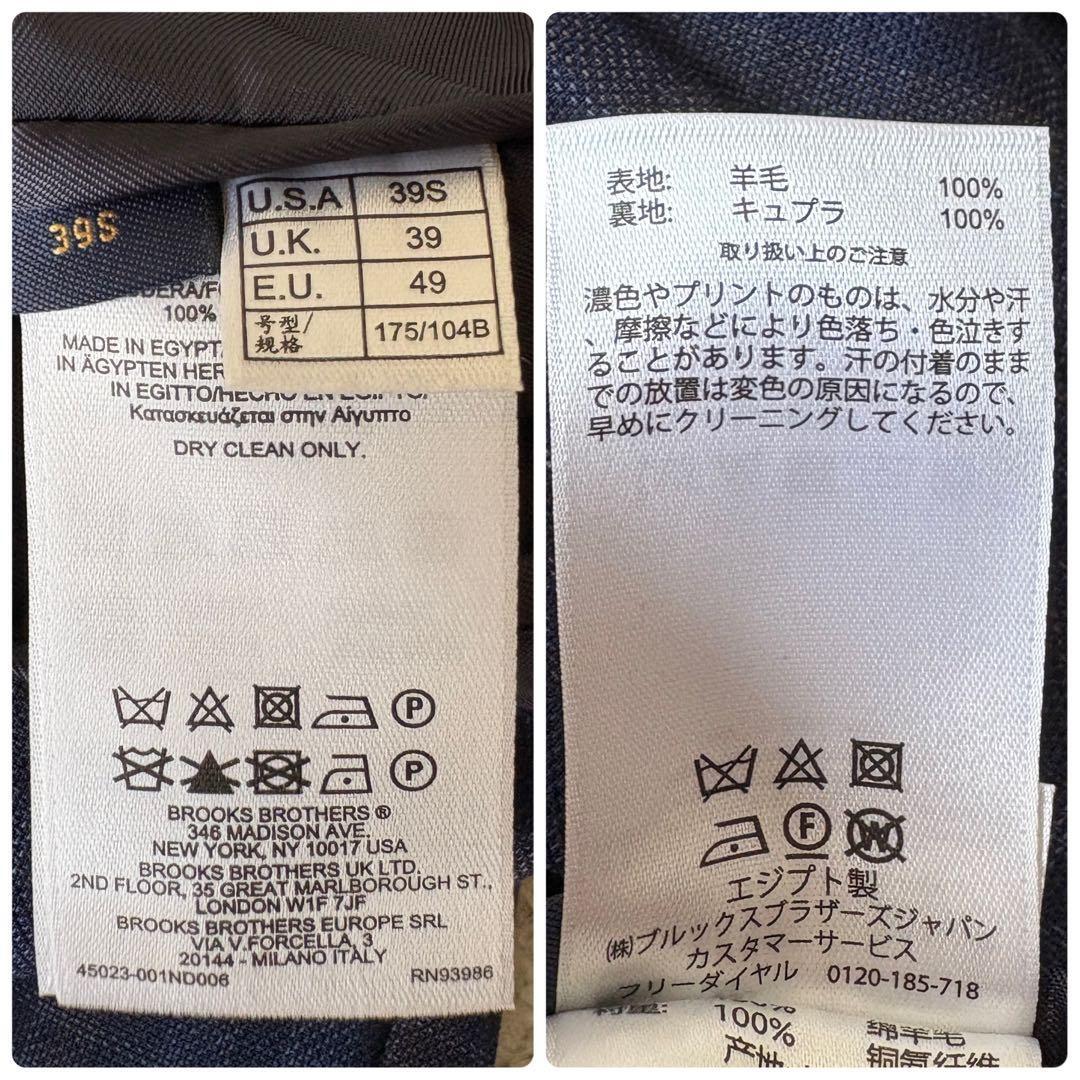 39S
U.S.A 39S
U.K. 39
E.U. 49
号型/规格 175/104B
100%
MADE IN EGYPT
IN ÄGYPTEN HER
IN EGITTO/HECHO EN EGIPTO/
Κατασκευάζεται στην Αίγυπτο
DRY CLEAN ONLY.
P
P
BROOKS BROTHERS ®
346 MADISON AVE.
NEW YORK, NY 10017 USA
BROOKS BROTHERS UK LTD.
2ND FLOOR, 35 GREAT MARLBOROUGH ST.,
LONDON W1F 7JF
BROOKS BROTHERS EUROPE SRL
VIA V.FORCELLA, 3
20144 - MILANO ITALY
45023-001ND006 RN93986
表地: 羊毛 100%
裏地: キュプラ 100%
取り扱い上のご注意
濃色やプリントのものは、水分や汗
、摩擦などにより色落ち・色泣きす
ることがあります。汗の付着のまま
での放置は変色の原因になるので、
早めにクリーニングしてください。
F W
エジプト製
(株)ブルックスブラザーズジャパン
カスタマーサービス
フリーダイヤル 0120-185-718
100% 绵羊毛